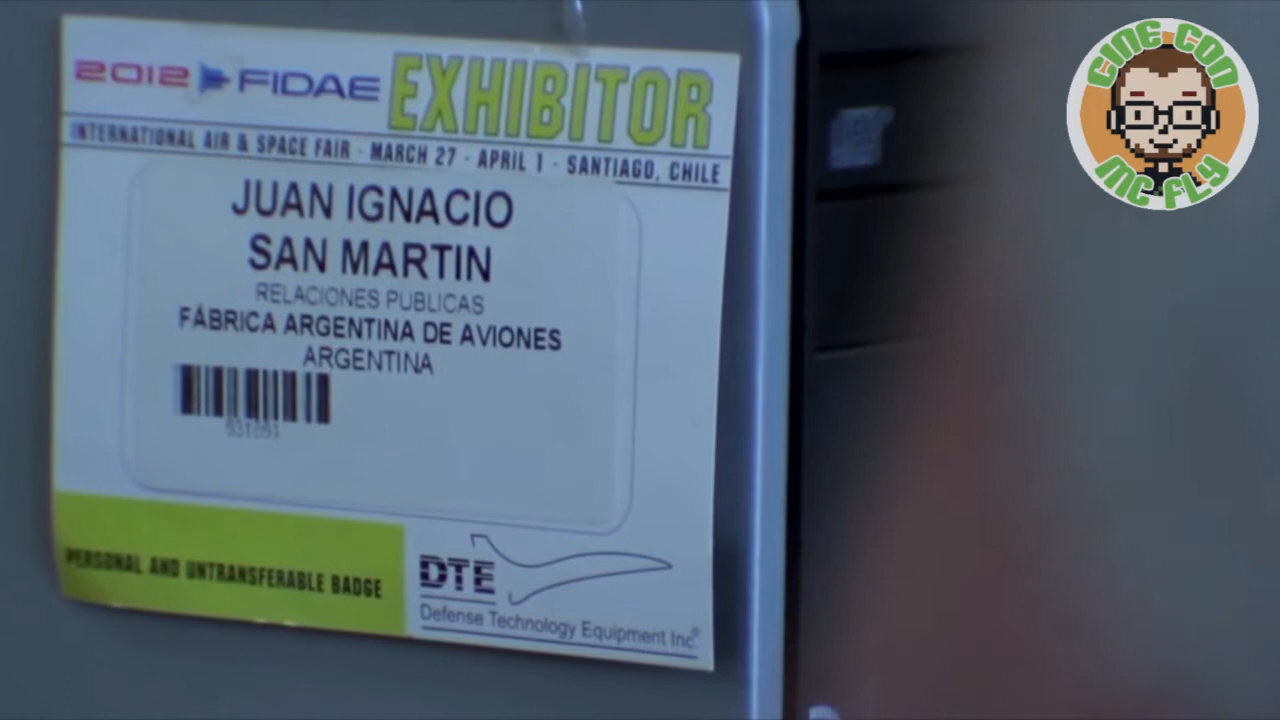 2012 FIDAE EXHIBITOR
INTERNATIONAL AIR & SPACE FAIR - MARCH 27 - APRIL 1 - SANTIAGO, CHILE
JUAN IGNACIO
SAN MARTIN
RELACIONES PUBLICAS
FÁBRICA ARGENTINA DE AVIONES
ARGENTINA
PERSONAL AND UNTRANSFERABLE BADGE
DTE
Defense Technology Equipment Inc®
CINE CON
MC FLY